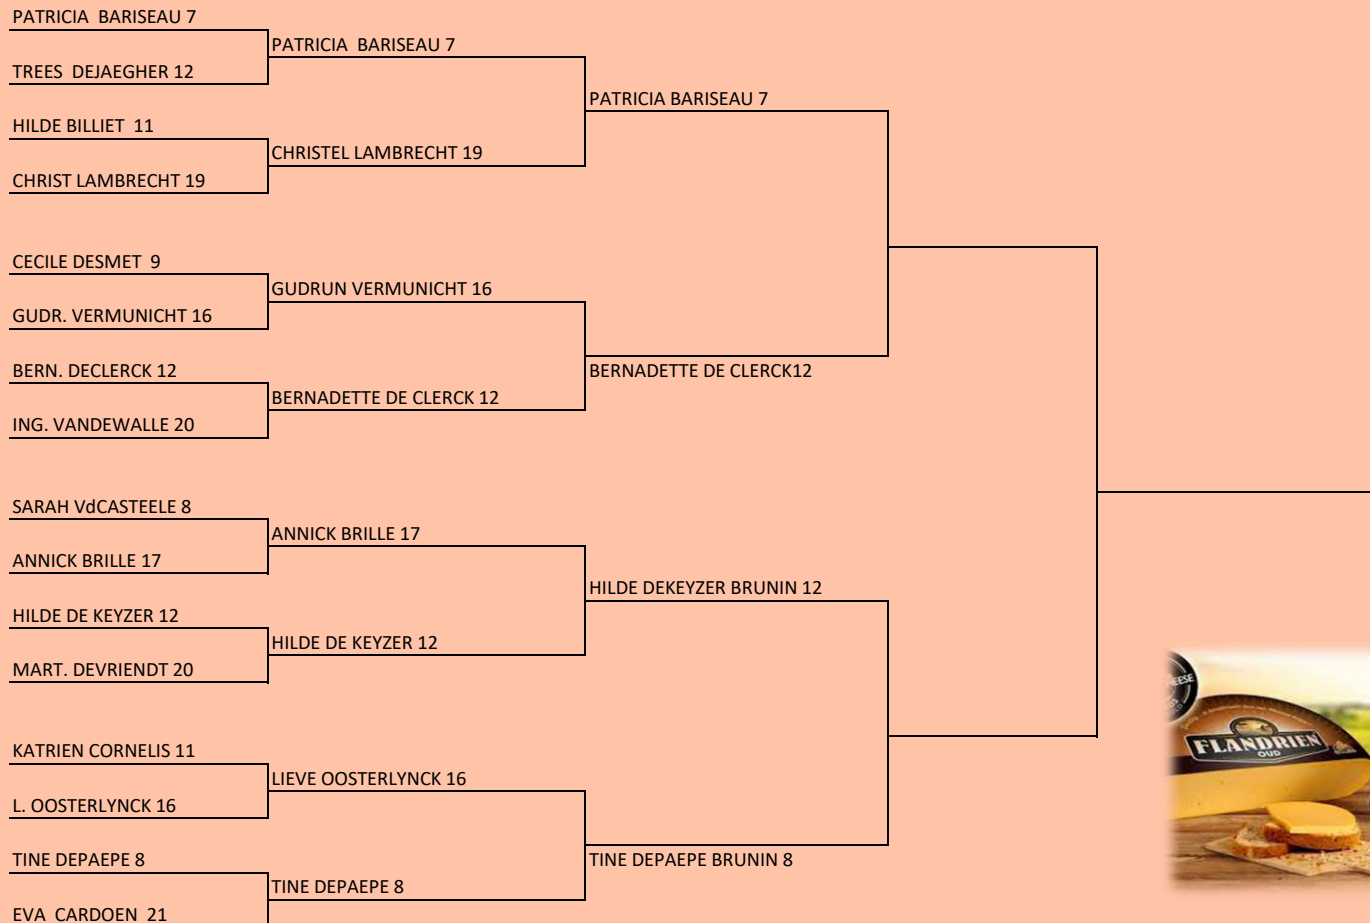 PATRICIA  BARISEAU 7
TREES  DEJAEGHER 12
HILDE BILLIET  11
CHRIST LAMBRECHT 19
CECILE DESMET  9
GUDR. VERMUNICHT 16
BERN. DECLERCK 12
ING. VANDEWALLE 20
SARAH VdCASTEELE 8
ANNICK BRILLE 17
HILDE DE KEYZER 12
MART. DEVRIENDT 20
KATRIEN CORNELIS 11
L. OOSTERLYNCK 16
TINE DEPAEPE 8
EVA  CARDOEN  21
PATRICIA  BARISEAU 7
CHRISTEL LAMBRECHT 19
GUDRUN VERMUNICHT 16
BERNADETTE DE CLERCK 12
ANNICK BRILLE 17
HILDE DE KEYZER 12
LIEVE OOSTERLYNCK 16
TINE DEPAEPE 8
PATRICIA BARISEAU 7
BERNADETTE DE CLERCK12
HILDE DEKEYZER BRUNIN 12
TINE DEPAEPE BRUNIN 8
FLANDRIEN
OUD